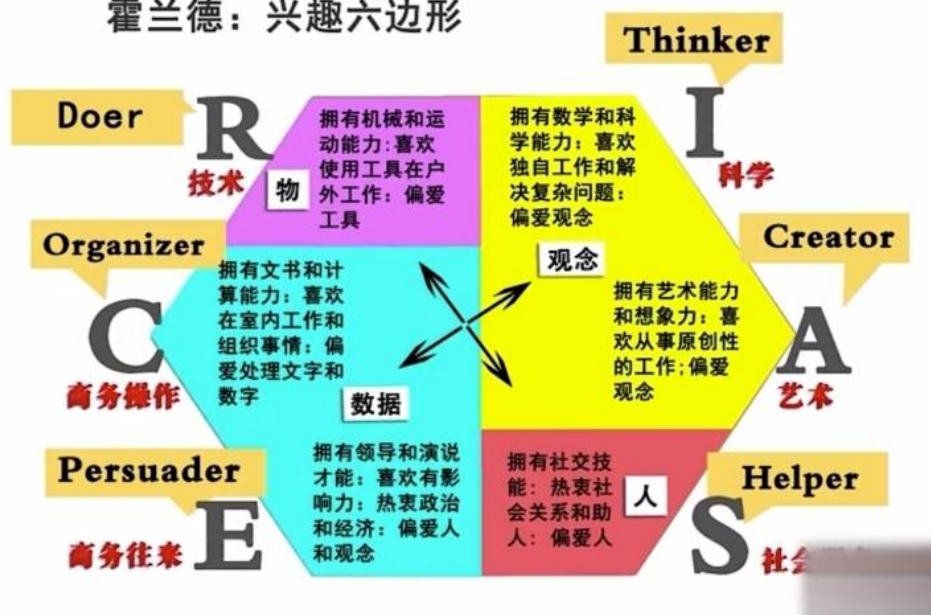 霍兰德：兴趣六边形
Thinker
Doer
R
技术
物
拥有机械和运
动能力:喜欢
使用工具在户
外工作：偏爱
工具
拥有数学和科
学能力：喜欢
独自工作和解
决复杂问题：
偏爱观念
I
科学
Organizer
C
商务操作
拥有文书和计
算能力：喜欢
在室内工作和
组织事情：偏
爱处理文字和
数字
数据
观念
Creator
A
艺术
拥有艺术能力
和想象力：喜
欢从事原创性
的工作;偏爱
观念
Persuader
E
商务往来
拥有领导和演说
才能：喜欢有影
响力：热衷政治
和经济：偏爱人
和观念
拥有社交技
能：热衷社
会关系和助
人：偏爱人
人
Helper
S
社会